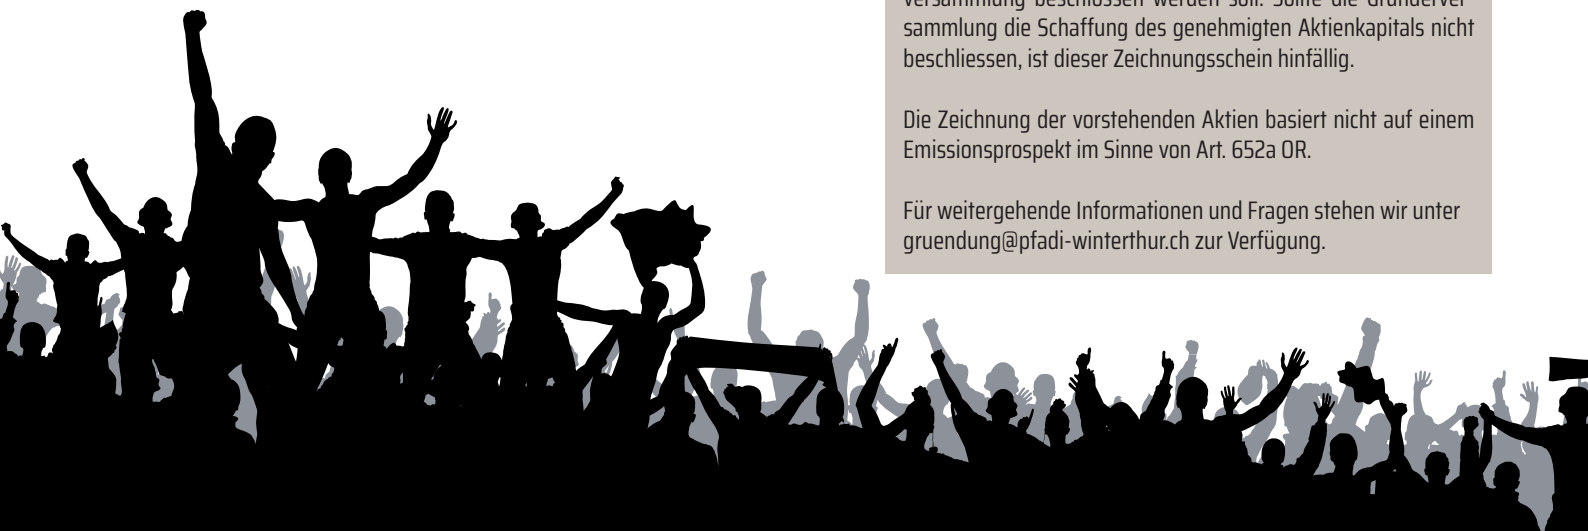 versammlung beschlossen werden soll. Sollte die Gründerver-
sammlung die Schaffung des genehmigten Aktienkapitals nicht
beschliessen, ist dieser Zeichnungsschein hinfällig.
Die Zeichnung der vorstehenden Aktien basiert nicht auf einem
Emissionsprospekt im Sinne von Art. 652a OR.
Für weitergehende Informationen und Fragen stehen wir unter
gruendung@pfadi-winterthur.ch zur Verfügung.